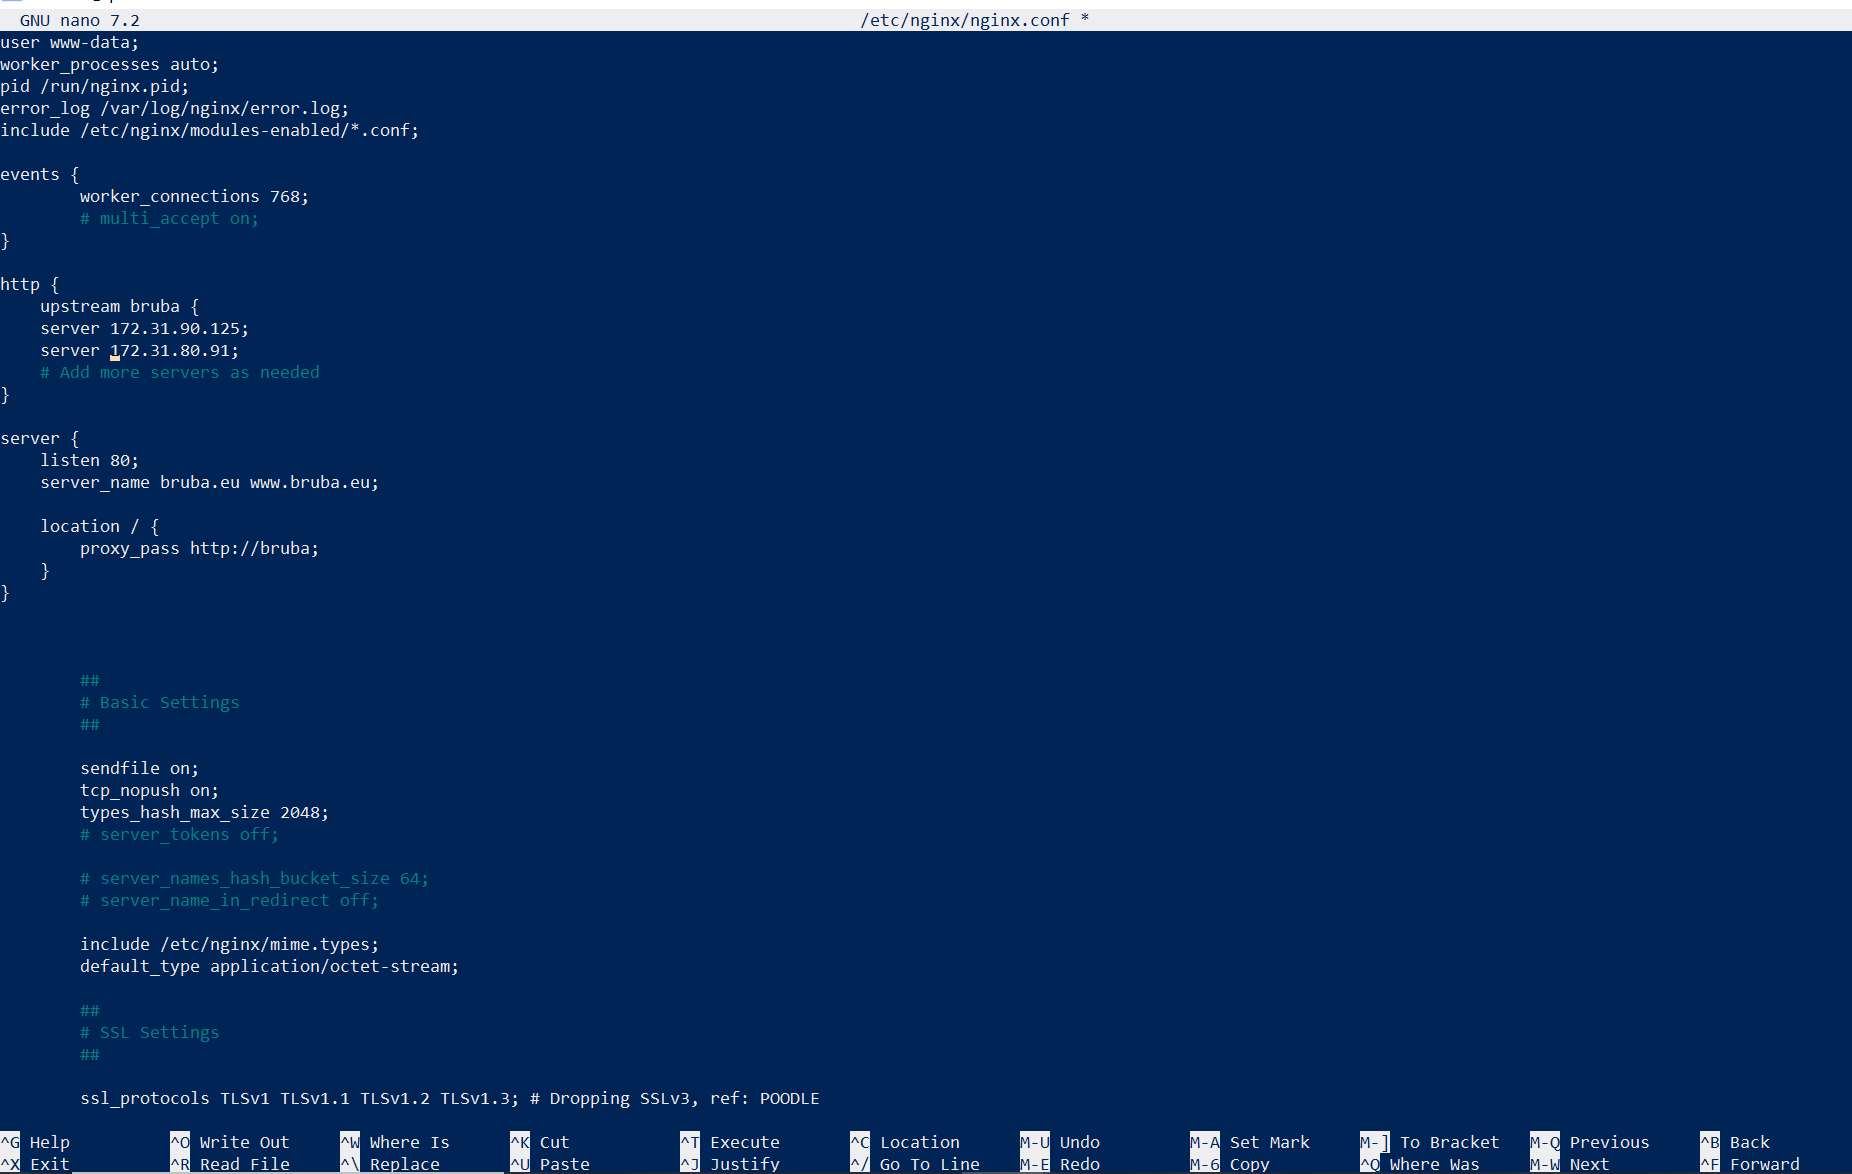 GNU nano 7.2 /etc/nginx/nginx.conf *
user www-data;
worker_processes auto;
pid /run/nginx.pid;
error_log /var/log/nginx/error.log;
include /etc/nginx/modules-enabled/*.conf;

events {
        worker_connections 768;
        # multi_accept on;
}

http {
    upstream bruba {
    server 172.31.90.125;
    server 172.31.80.91;
    # Add more servers as needed
}

server {
    listen 80;
    server_name bruba.eu www.bruba.eu;

    location / {
        proxy_pass http://bruba;
    }
}

        ##
        # Basic Settings
        ##

        sendfile on;
        tcp_nopush on;
        types_hash_max_size 2048;
        # server_tokens off;

        # server_names_hash_bucket_size 64;
        # server_name_in_redirect off;

        include /etc/nginx/mime.types;
        default_type application/octet-stream;

        ##
        # SSL Settings
        ##

        ssl_protocols TLSv1 TLSv1.1 TLSv1.2 TLSv1.3; # Dropping SSLv3, ref: POODLE

^G Help ^O Write Out ^W Where Is ^K Cut ^T Execute ^C Location M-U Undo M-A Set Mark M-] To Bracket M-Q Previous ^B Back
^X Exit ^R Read File ^\ Replace ^U Paste ^J Justify ^/ Go To Line M-E Redo M-6 Copy ^Q Where Was M-W Next ^F Forward